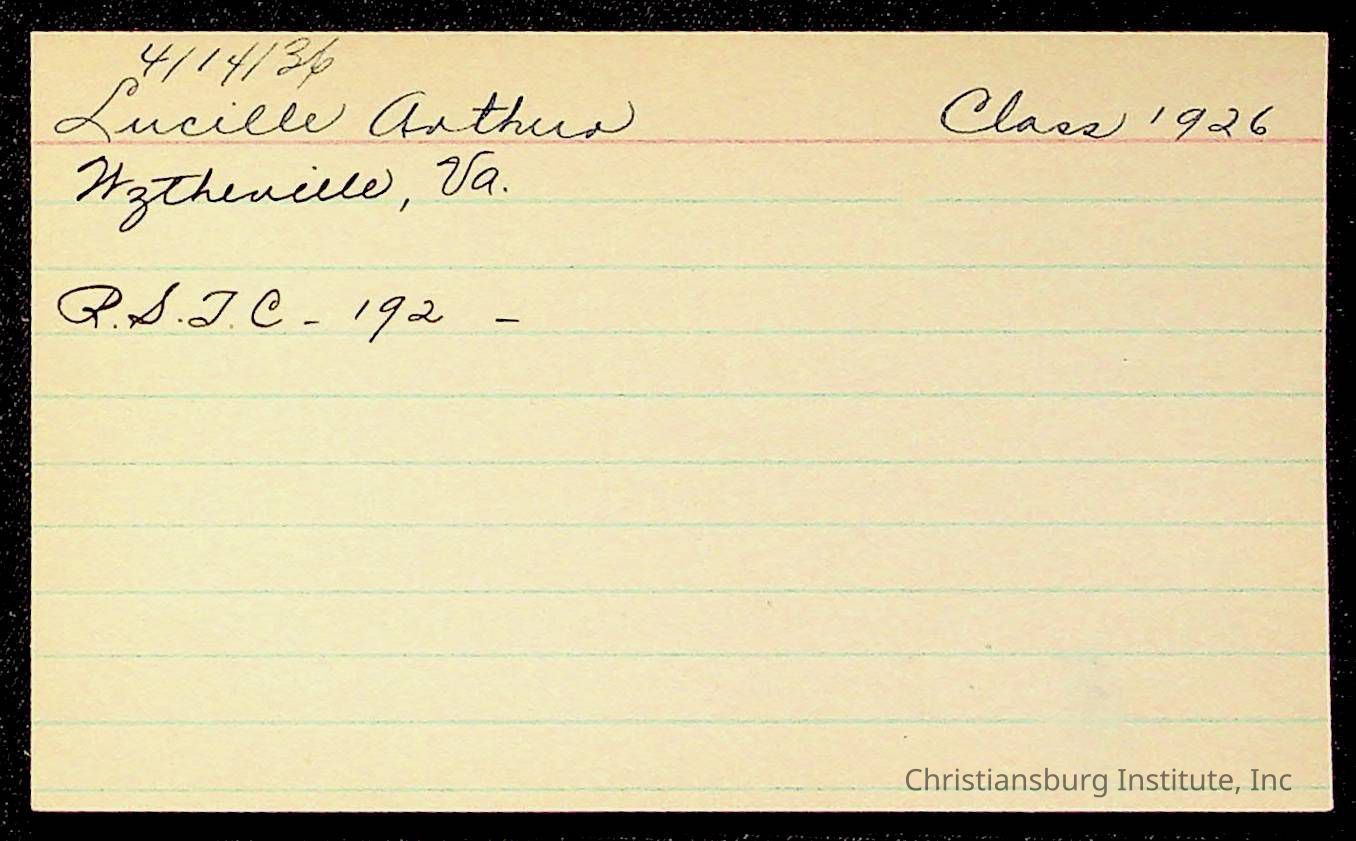 4/14/36
Lucille Arthur Class 1926
Wytheville, Va.
R.S.T.C - 192 -
Christiansburg Institute, Inc